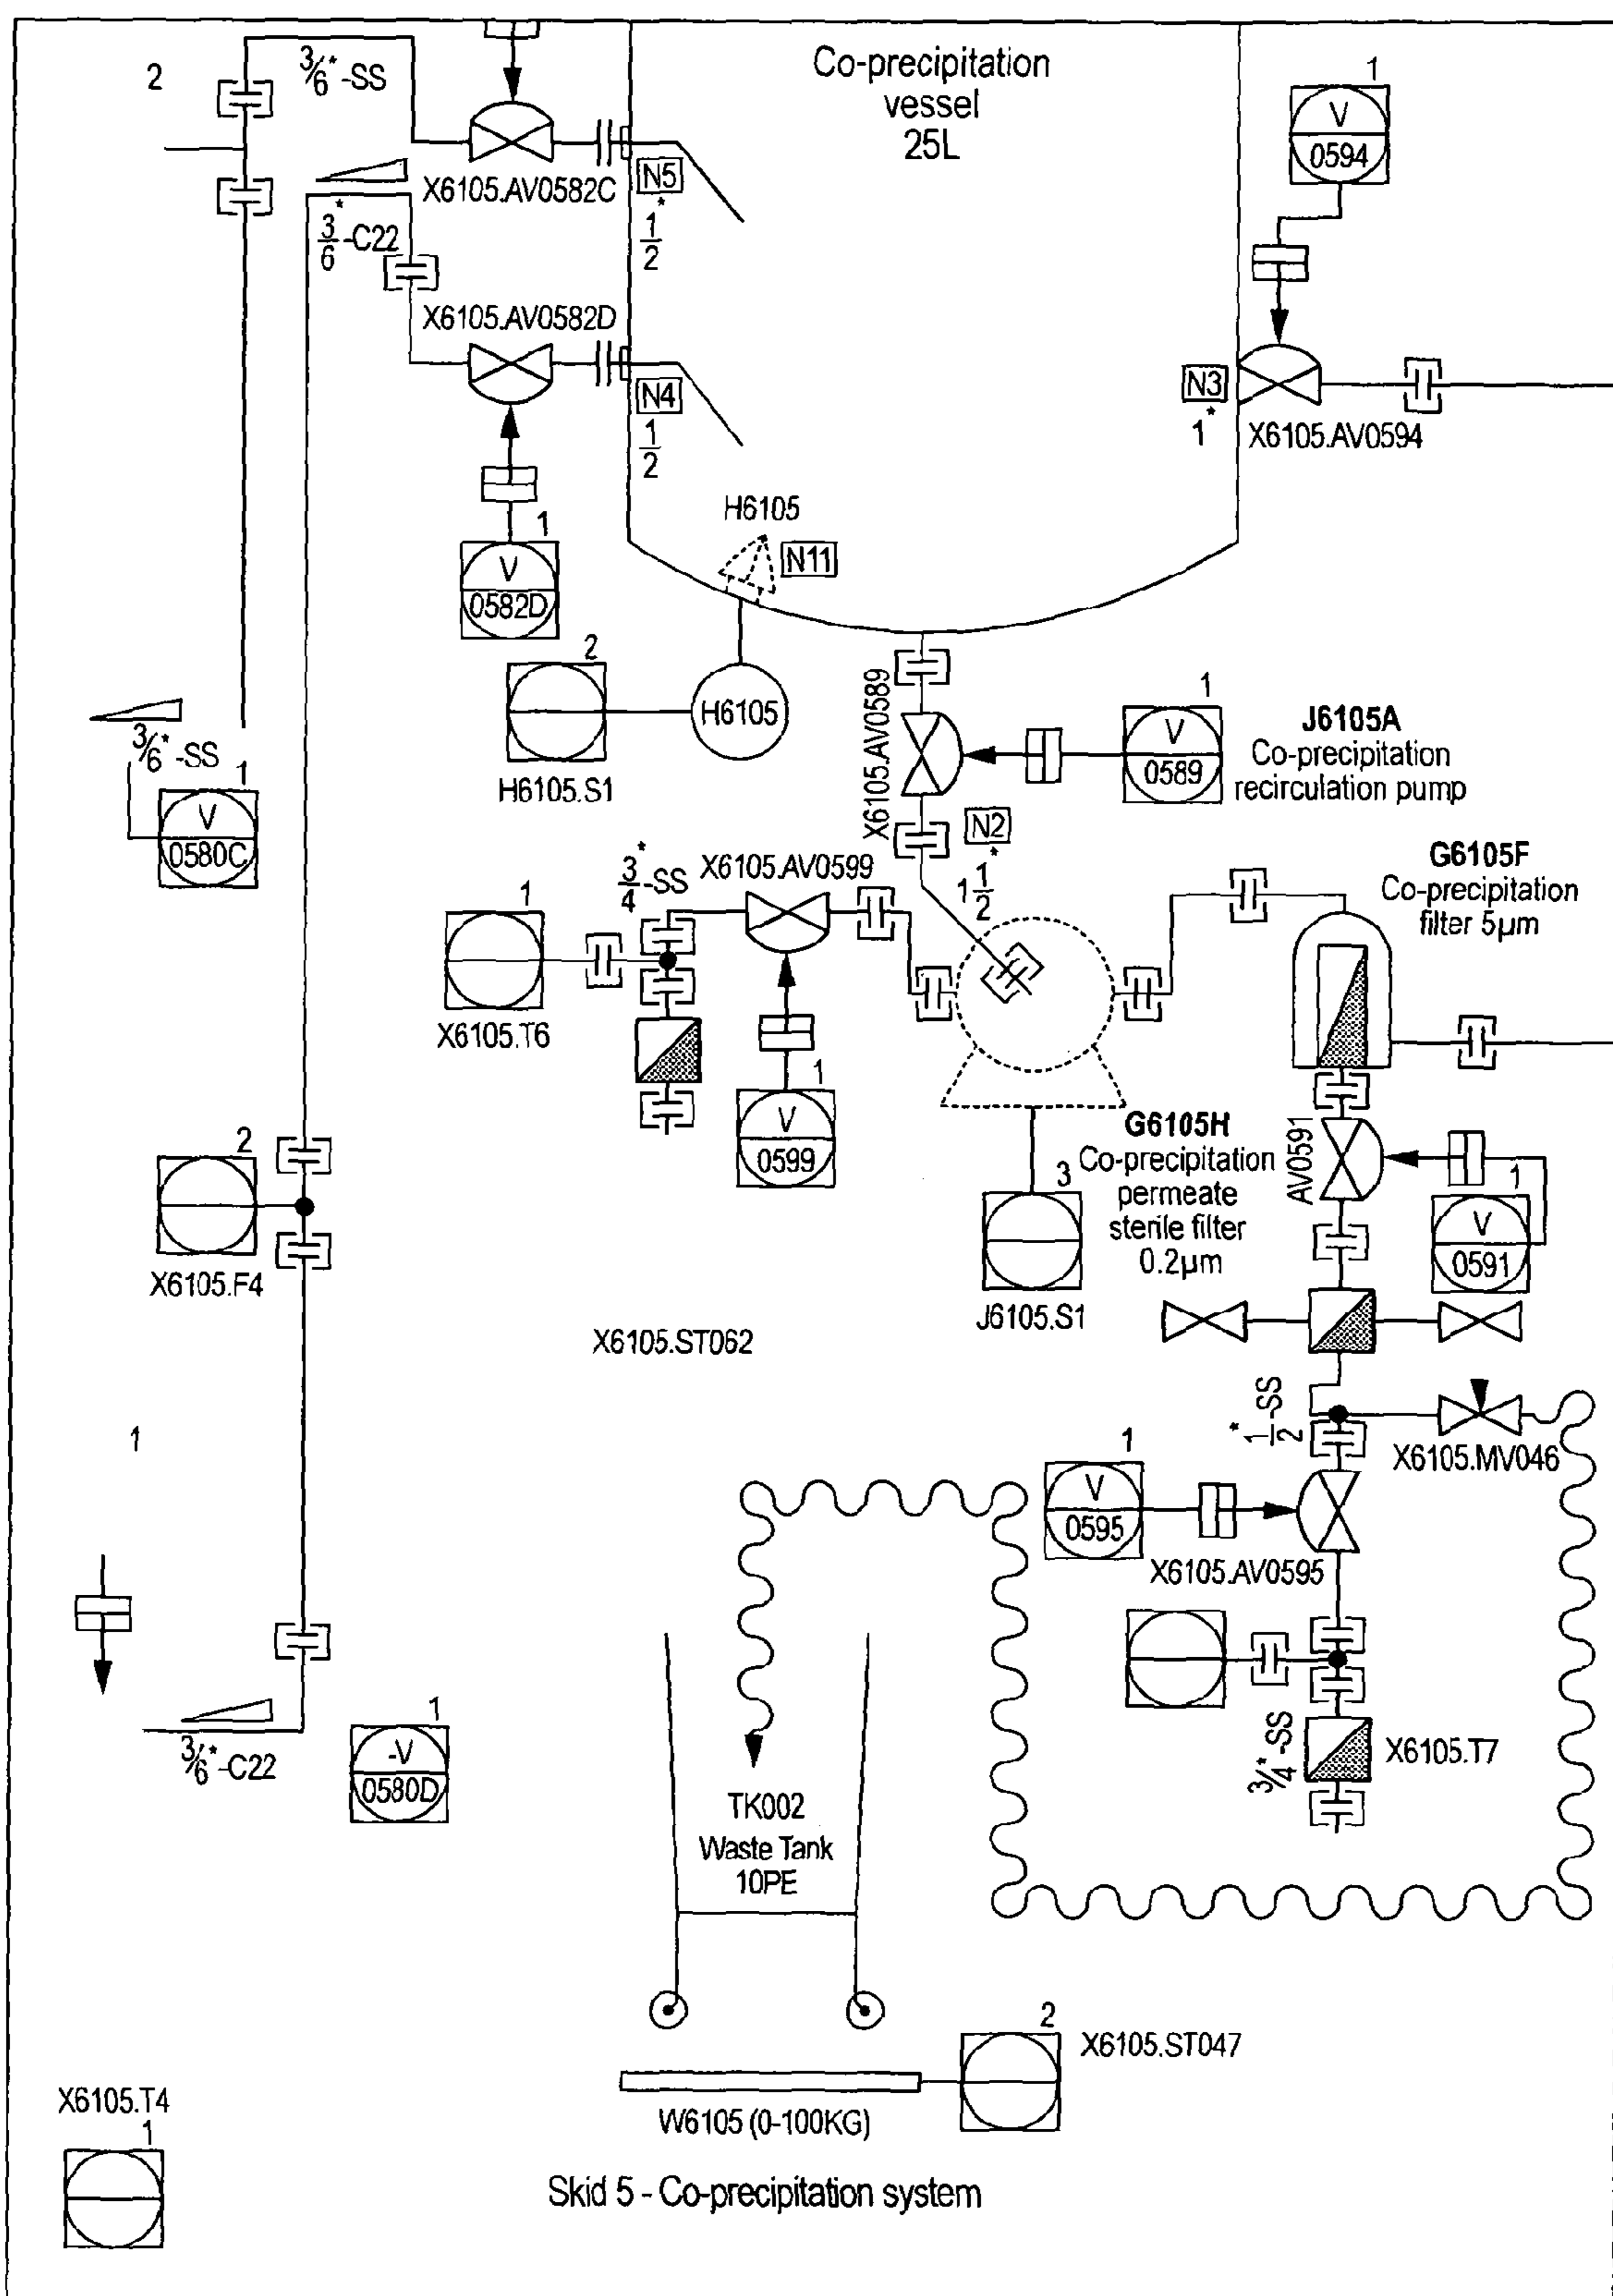 2
3/6*-SS
Co-precipitation
vessel
25L
1
V
0594
X6105.AV0582C
N5
1/2*
3/6*-C22
X6105.AV0582D
N4
1/2
N3
1*
X6105.AV0594
H6105
N11
1
V
0582D
2
H6105
H6105.S1
3/6*-SS
1
V
0580C
X6105.AV0589
1
V
0589
J6105A
Co-precipitation
recirculation pump
N2
1 1/2*
3/4*-SS
X6105.AV0599
G6105F
Co-precipitation
filter 5µm
1
X6105.T6
1
V
0599
G6105H
Co-precipitation
permeate
sterile filter
0.2µm
AV0591
1
V
0591
2
X6105.F4
3
J6105.S1
X6105.ST062
1
1/2*-SS
X6105.MV046
1
V
0595
X6105.AV0595
3/6*-C22
1
-V
0580D
3/4*-SS
X6105.T7
TK002
Waste Tank
10PE
2
X6105.ST047
W6105 (0-100KG)
X6105.T4
1
Skid 5 - Co-precipitation system